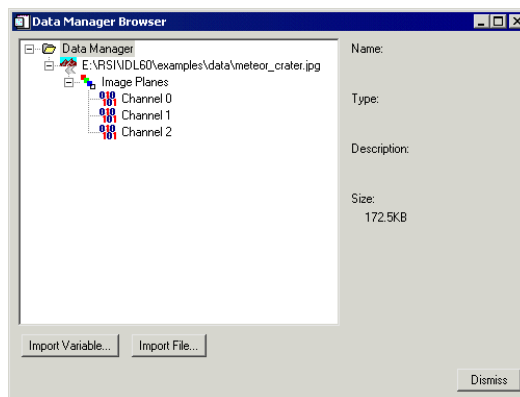 Data Manager Browser
Data Manager
E:\RSI\IDL60\examples\data\meteor_crater.jpg
Image Planes
Channel 0
Channel 1
Channel 2
Name:
Type:
Description:
Size:
172.5KB
Import Variable...
Import File...
Dismiss